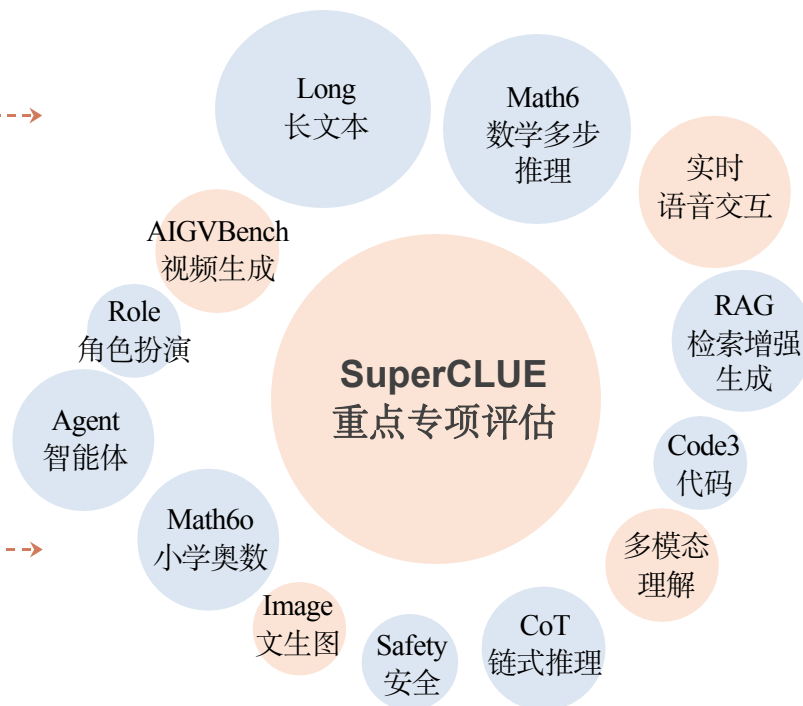 Long
长文本
Math6
数学多步
推理
实时
语音交互
AIGVBench
视频生成
RAG
检索增强
生成
Role
角色扮演
SuperCLUE
重点专项评估
Agent
智能体
Code3
代码
Math6o
小学奥数
多模态
理解
Image
文生图
Safety
安全
CoT
链式推理